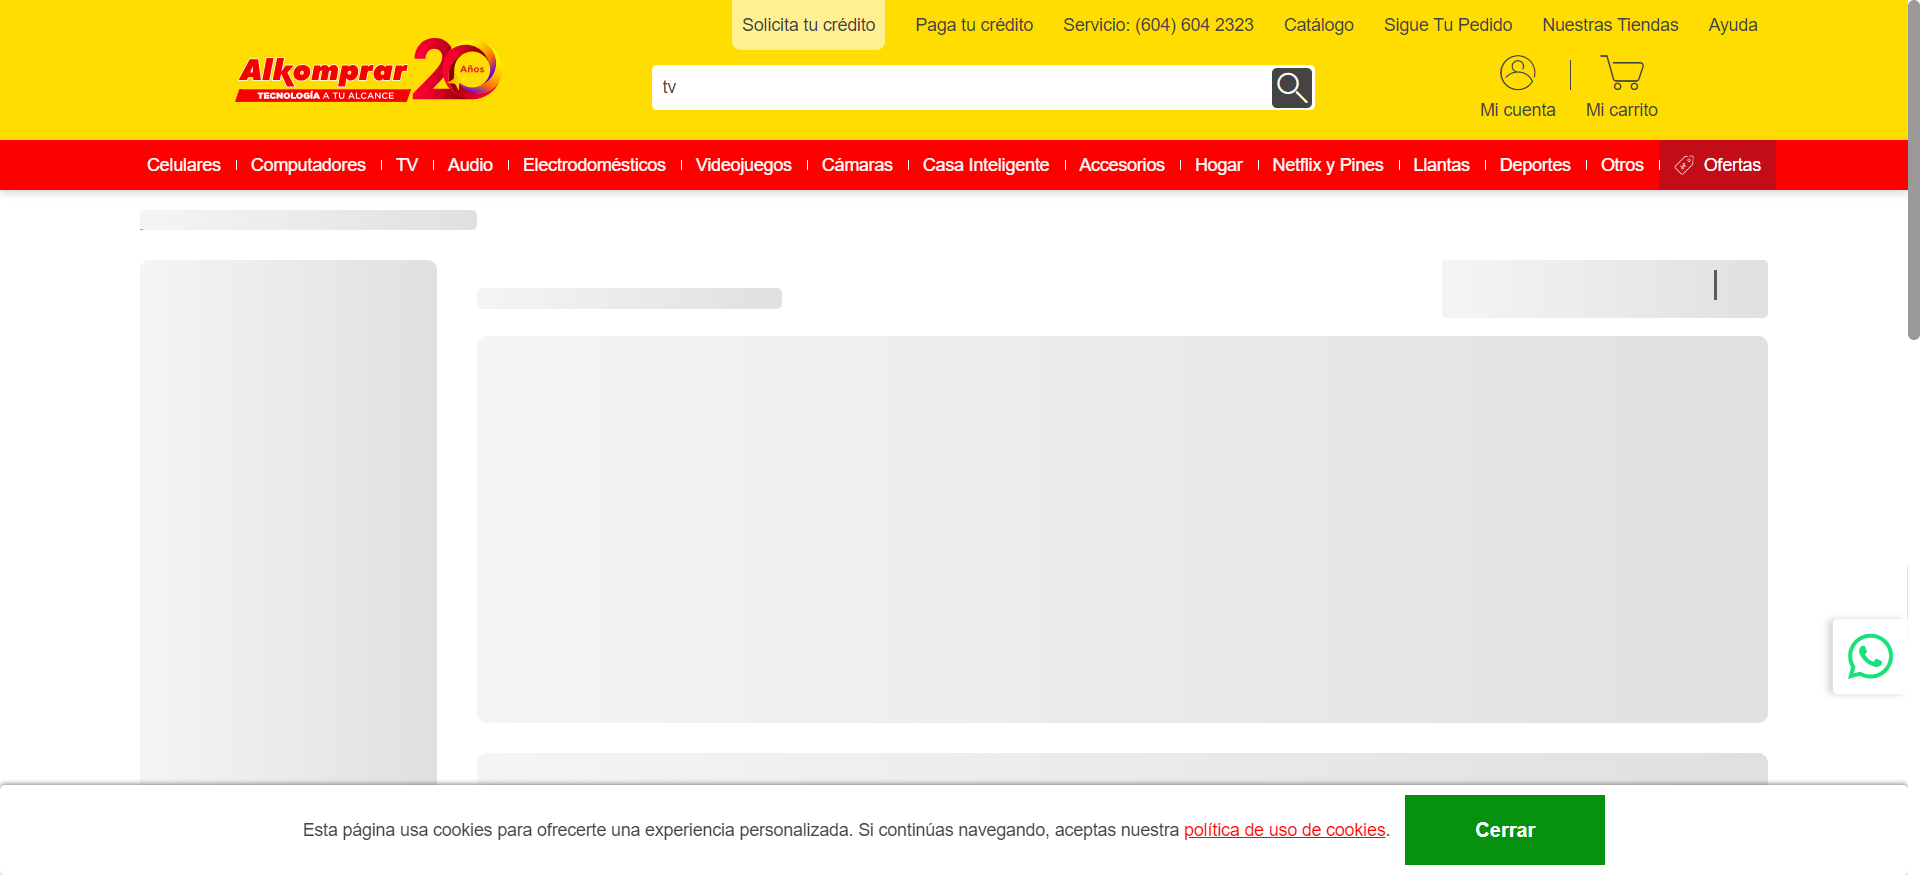 Solicita tu crédito
Paga tu crédito
Servicio: (604) 604 2323
Catálogo
Sigue Tu Pedido
Nuestras Tiendas
Ayuda
Alkomprar 20 Años
TECNOLOGÍA A TU ALCANCE
tv
Mi cuenta
Mi carrito
Celulares
Computadores
TV
Audio
Electrodomésticos
Videojuegos
Cámaras
Casa Inteligente
Accesorios
Hogar
Netflix y Pines
Llantas
Deportes
Otros
Ofertas
Esta página usa cookies para ofrecerte una experiencia personalizada. Si continúas navegando, aceptas nuestra política de uso de cookies.
Cerrar